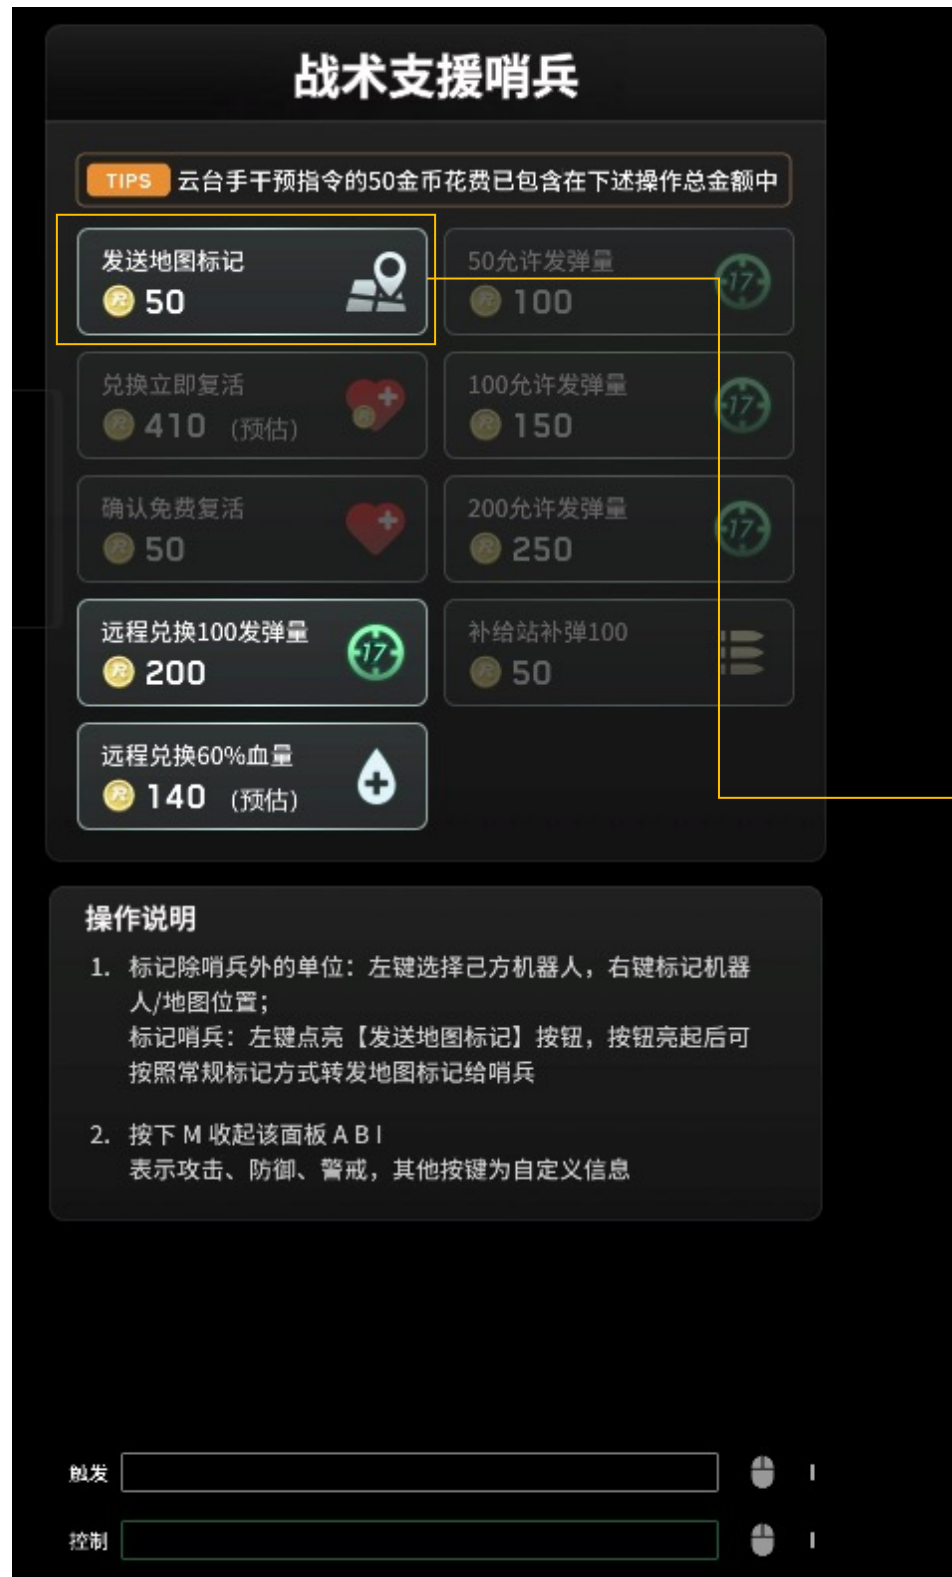 战术支援哨兵
TIPS 云台手干预指令的50金币花费已包含在下述操作总金额中
发送地图标记
50
50允许发弹量
100
兑换立即复活
410 (预估)
100允许发弹量
150
确认免费复活
50
200允许发弹量
250
远程兑换100发弹量
200
补给站补弹100
50
远程兑换60%血量
140 (预估)
操作说明
1. 标记除哨兵外的单位：左键选择己方机器人，右键标记机器
人/地图位置；
标记哨兵：左键点亮【发送地图标记】按钮，按钮亮起后可
按照常规标记方式转发地图标记给哨兵
2. 按下 M 收起该面板 A B I
表示攻击、防御、警戒，其他按键为自定义信息
触发
控制